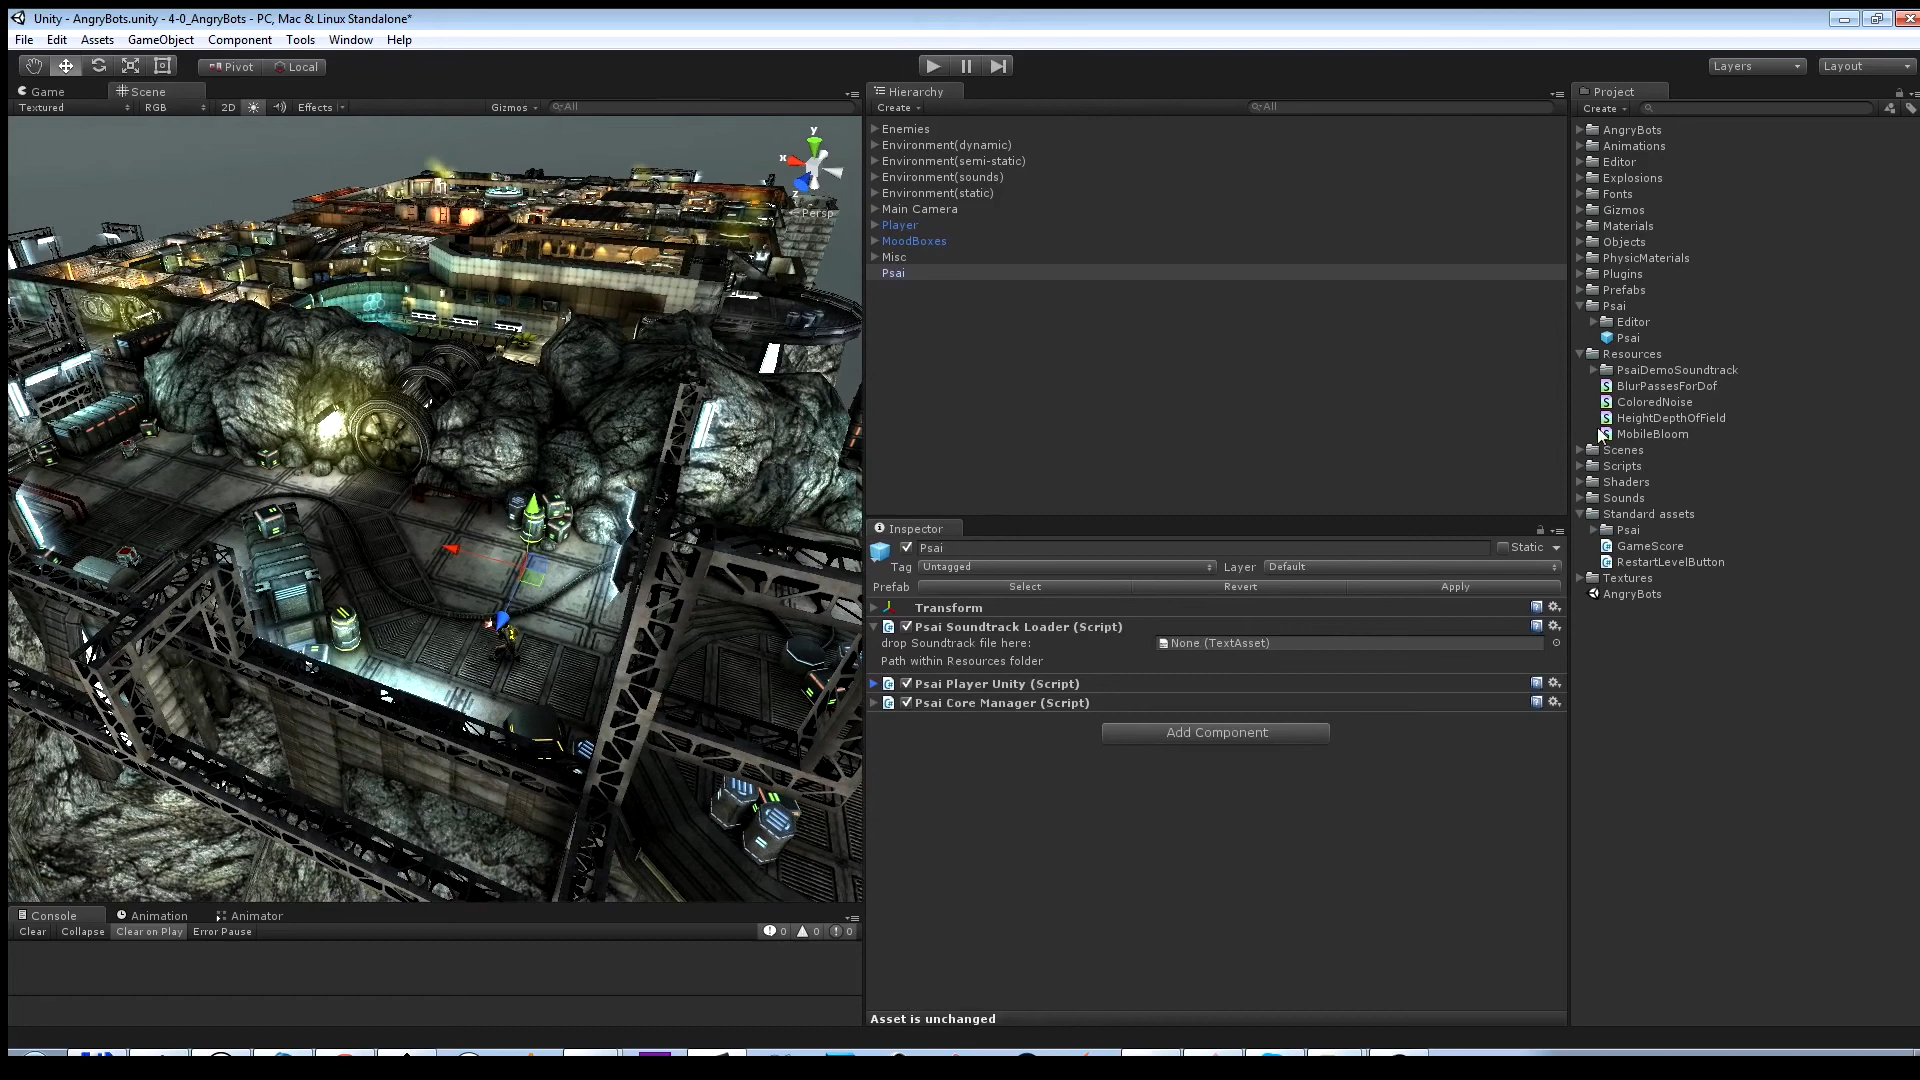 Unity - AngryBots.unity - 4-0_AngryBots - PC, Mac & Linux Standalone*
File Edit Assets GameObject Component Tools Window Help
Pivot Local
Layers Layout
Game Scene
Textured RGB 2D Effects Gizmos All
y
x
z
Persp
Console Animation Animator
Clear Collapse Clear on Play Error Pause 0 0 0
Hierarchy
Create All
Enemies
Environment(dynamic)
Environment(semi-static)
Environment(sounds)
Environment(static)
Main Camera
Player
MoodBoxes
Misc
Psai
Inspector
Psai Static
Tag Untagged Layer Default
Prefab Select Revert Apply
Transform
Psai Soundtrack Loader (Script)
drop Soundtrack file here: None (TextAsset)
Path within Resources folder
Psai Player Unity (Script)
Psai Core Manager (Script)
Add Component
Asset is unchanged
Project
Create
AngryBots
Animations
Editor
Explosions
Fonts
Gizmos
Materials
Objects
PhysicMaterials
Plugins
Prefabs
Psai
Editor
Psai
Resources
PsaiDemoSoundtrack
BlurPassesForDof
ColoredNoise
HeightDepthOfField
MobileBloom
Scenes
Scripts
Shaders
Sounds
Standard assets
Psai
GameScore
RestartLevelButton
Textures
AngryBots